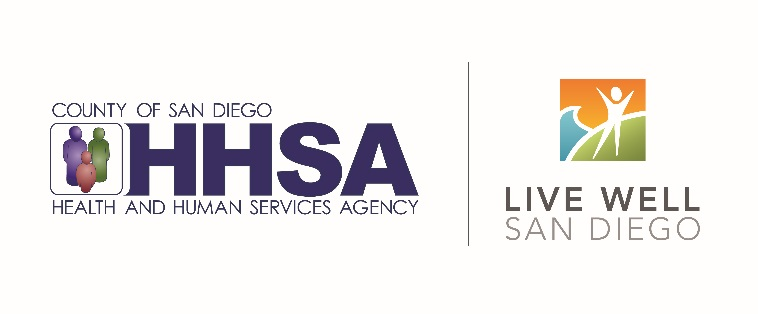 COUNTY OF SAN DIEGO
HHSA
HEALTH AND HUMAN SERVICES AGENCY
LIVE WELL
SAN DIEGO